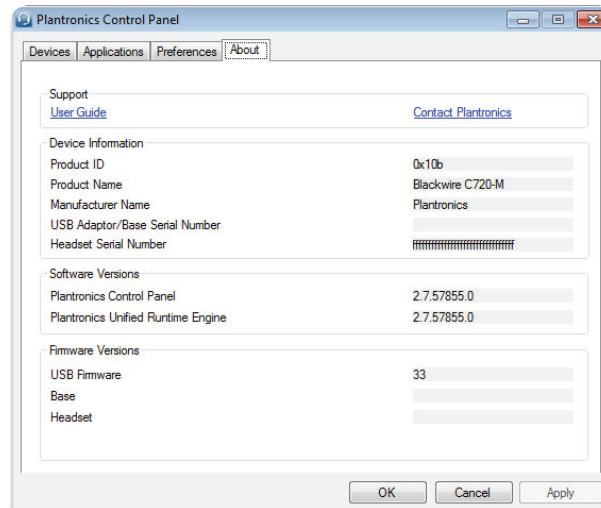 Plantronics Control Panel
Devices Applications Preferences About
Support
User Guide Contact Plantronics
Device Information
Product ID 0x10b
Product Name Blackwire C720-M
Manufacturer Name Plantronics
USB Adaptor/Base Serial Number
Headset Serial Number
Software Versions
Plantronics Control Panel 2.7.57855.0
Plantronics Unified Runtime Engine 2.7.57855.0
Firmware Versions
USB Firmware 33
Base
Headset
OK Cancel Apply